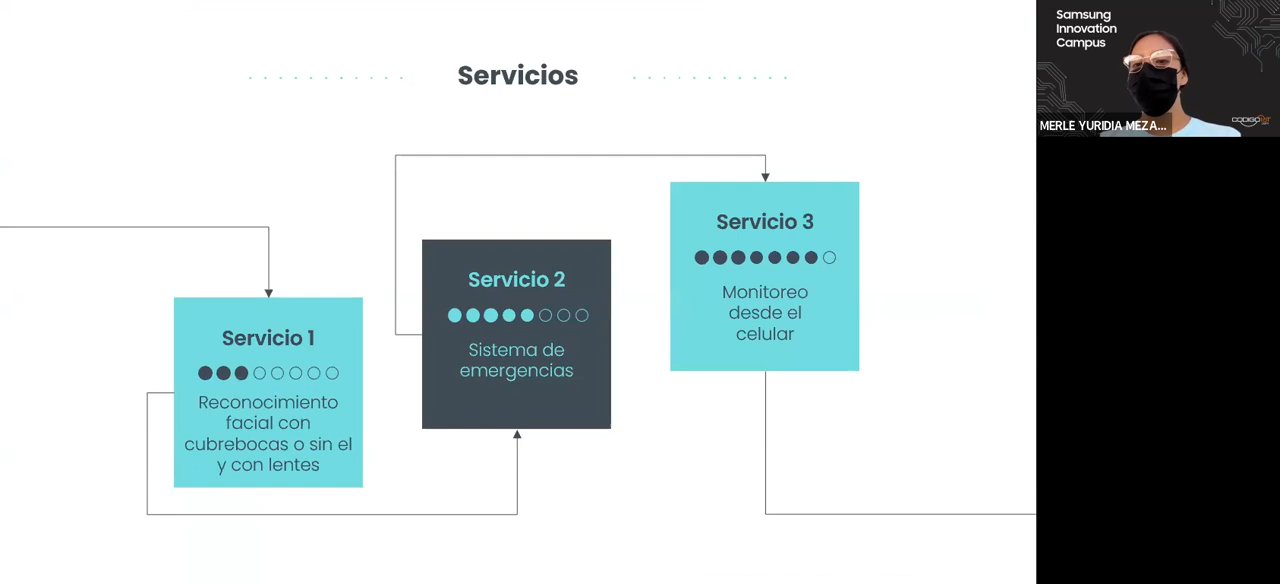 Servicios
Servicio 1
Reconocimiento
facial con
cubrebocas o sin el
y con lentes
Servicio 2
Sistema de
emergencias
Servicio 3
Monitoreo
desde el
celular
Samsung
Innovation
Campus
MERLE YURIDIA MEZA...